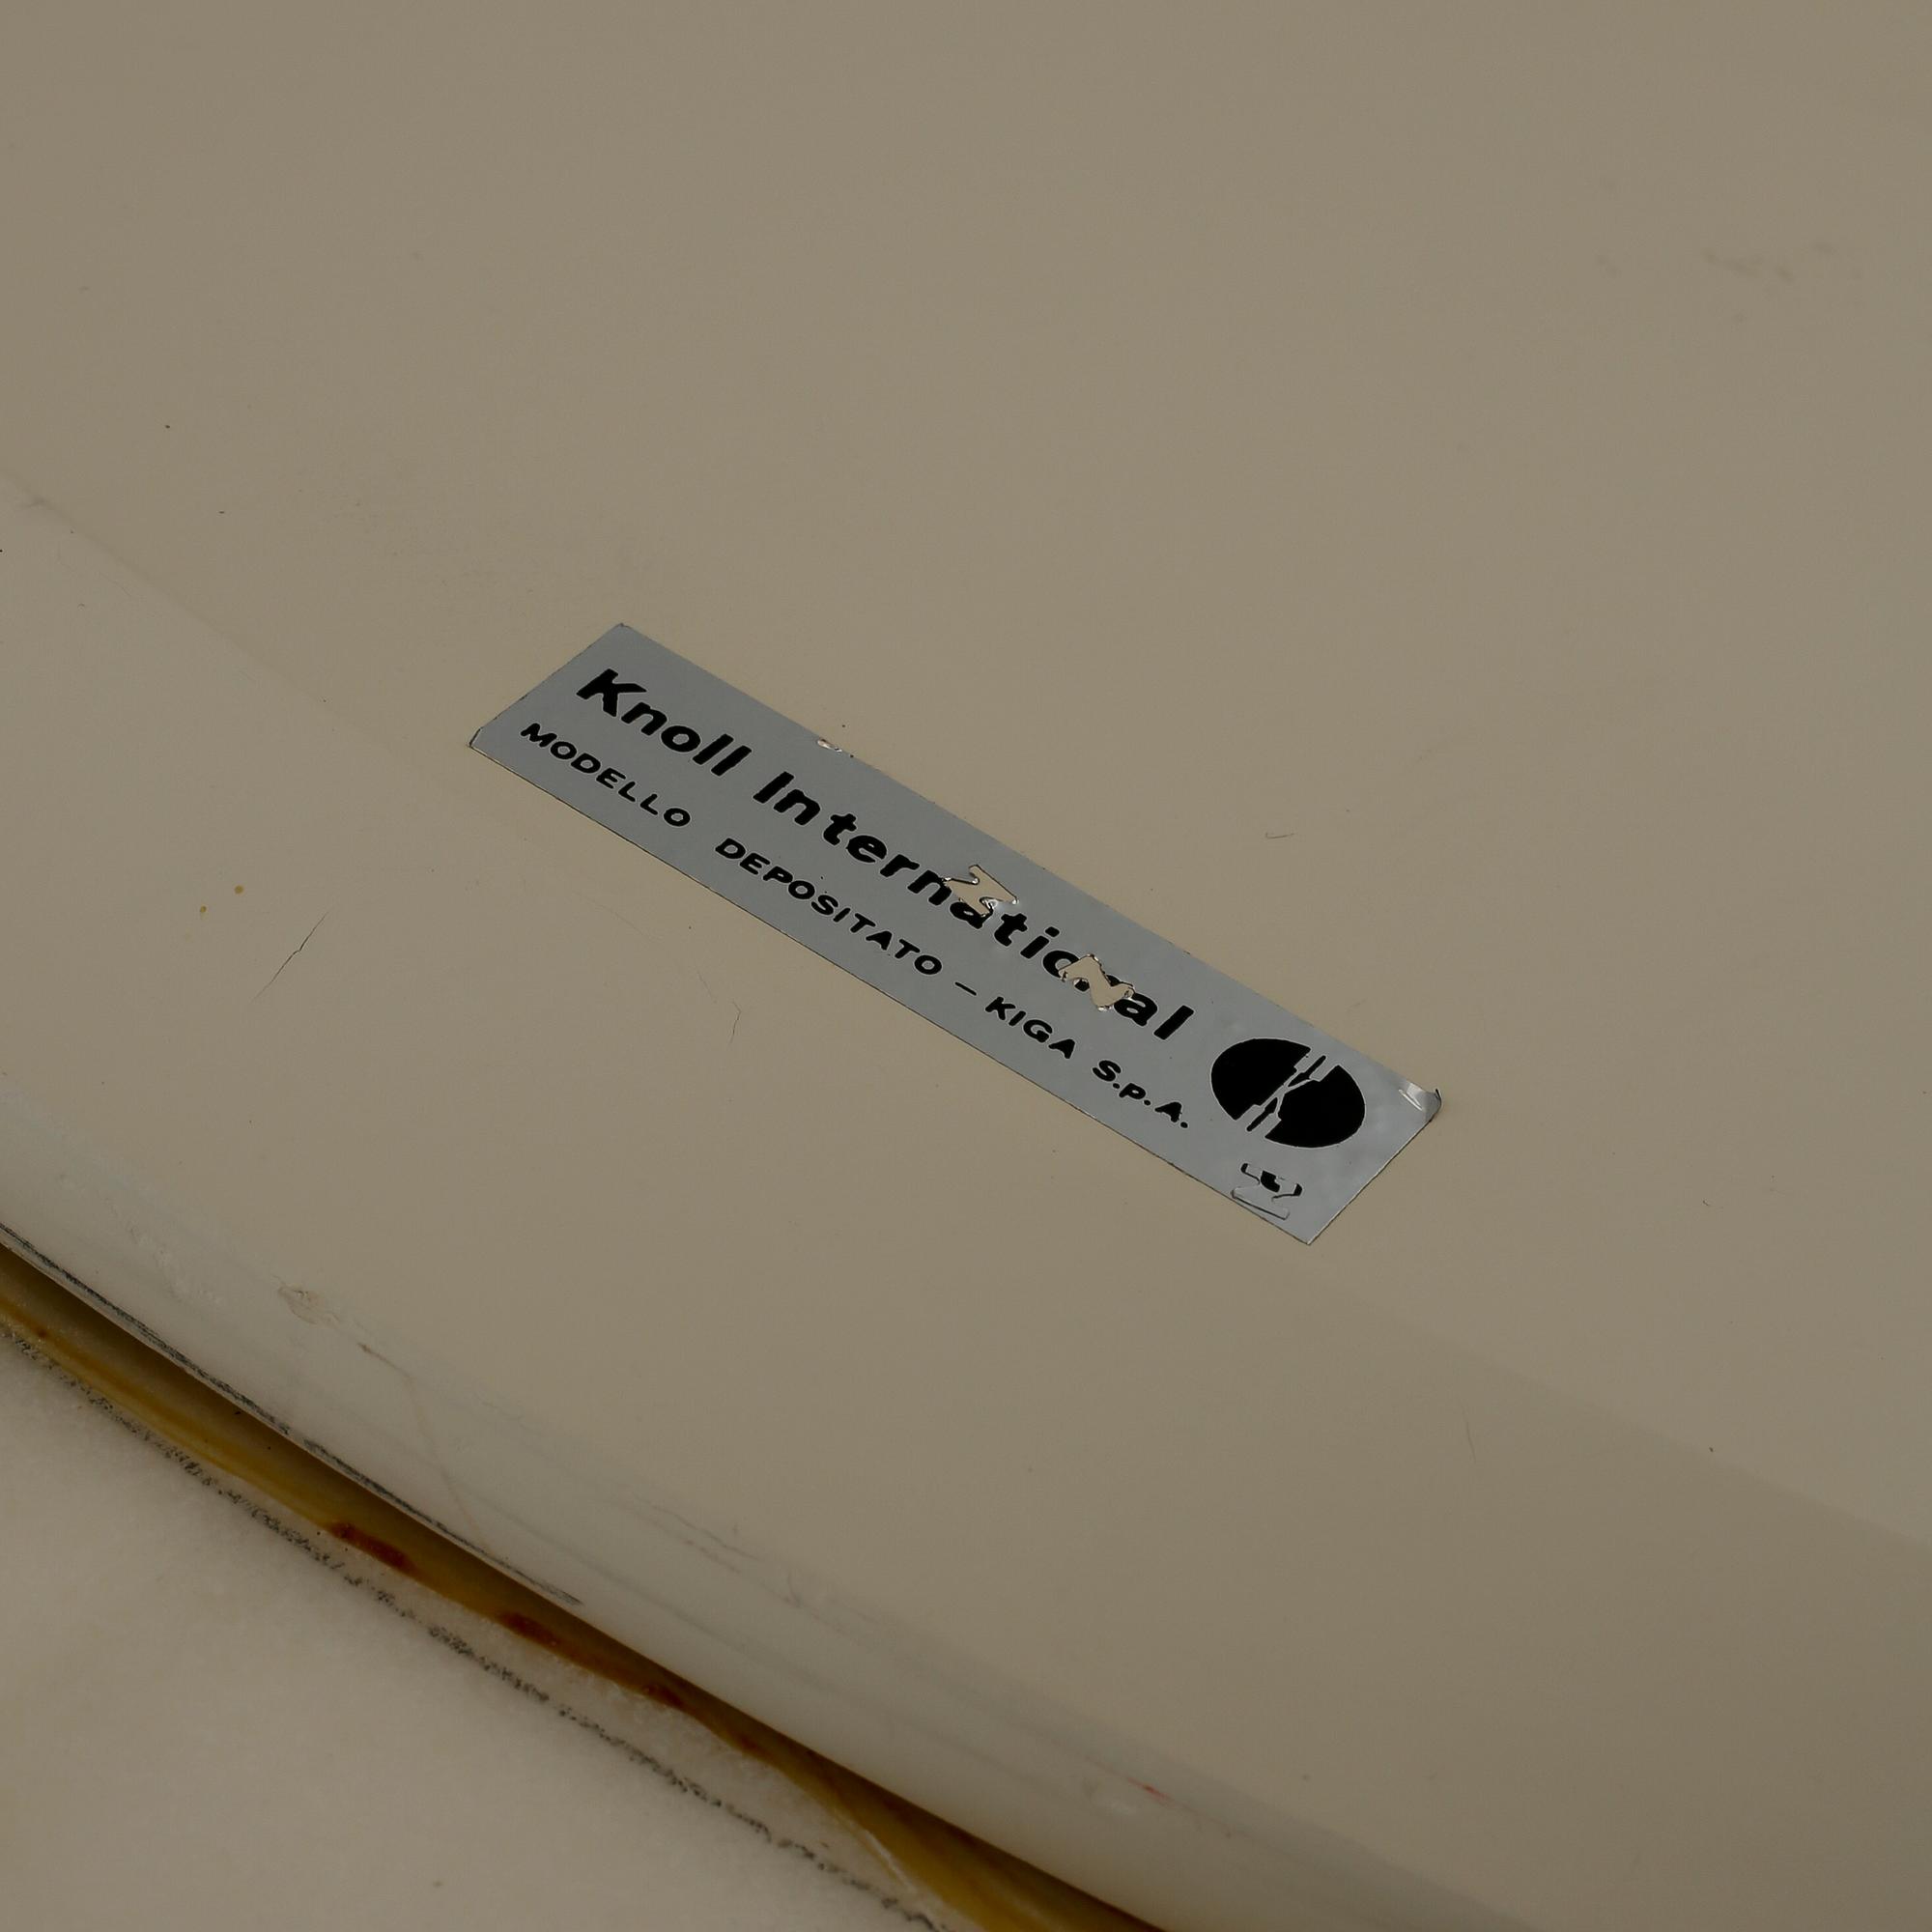 Knoll International
MODELLO DEPOSITATO – KIGA S.P.A.
K